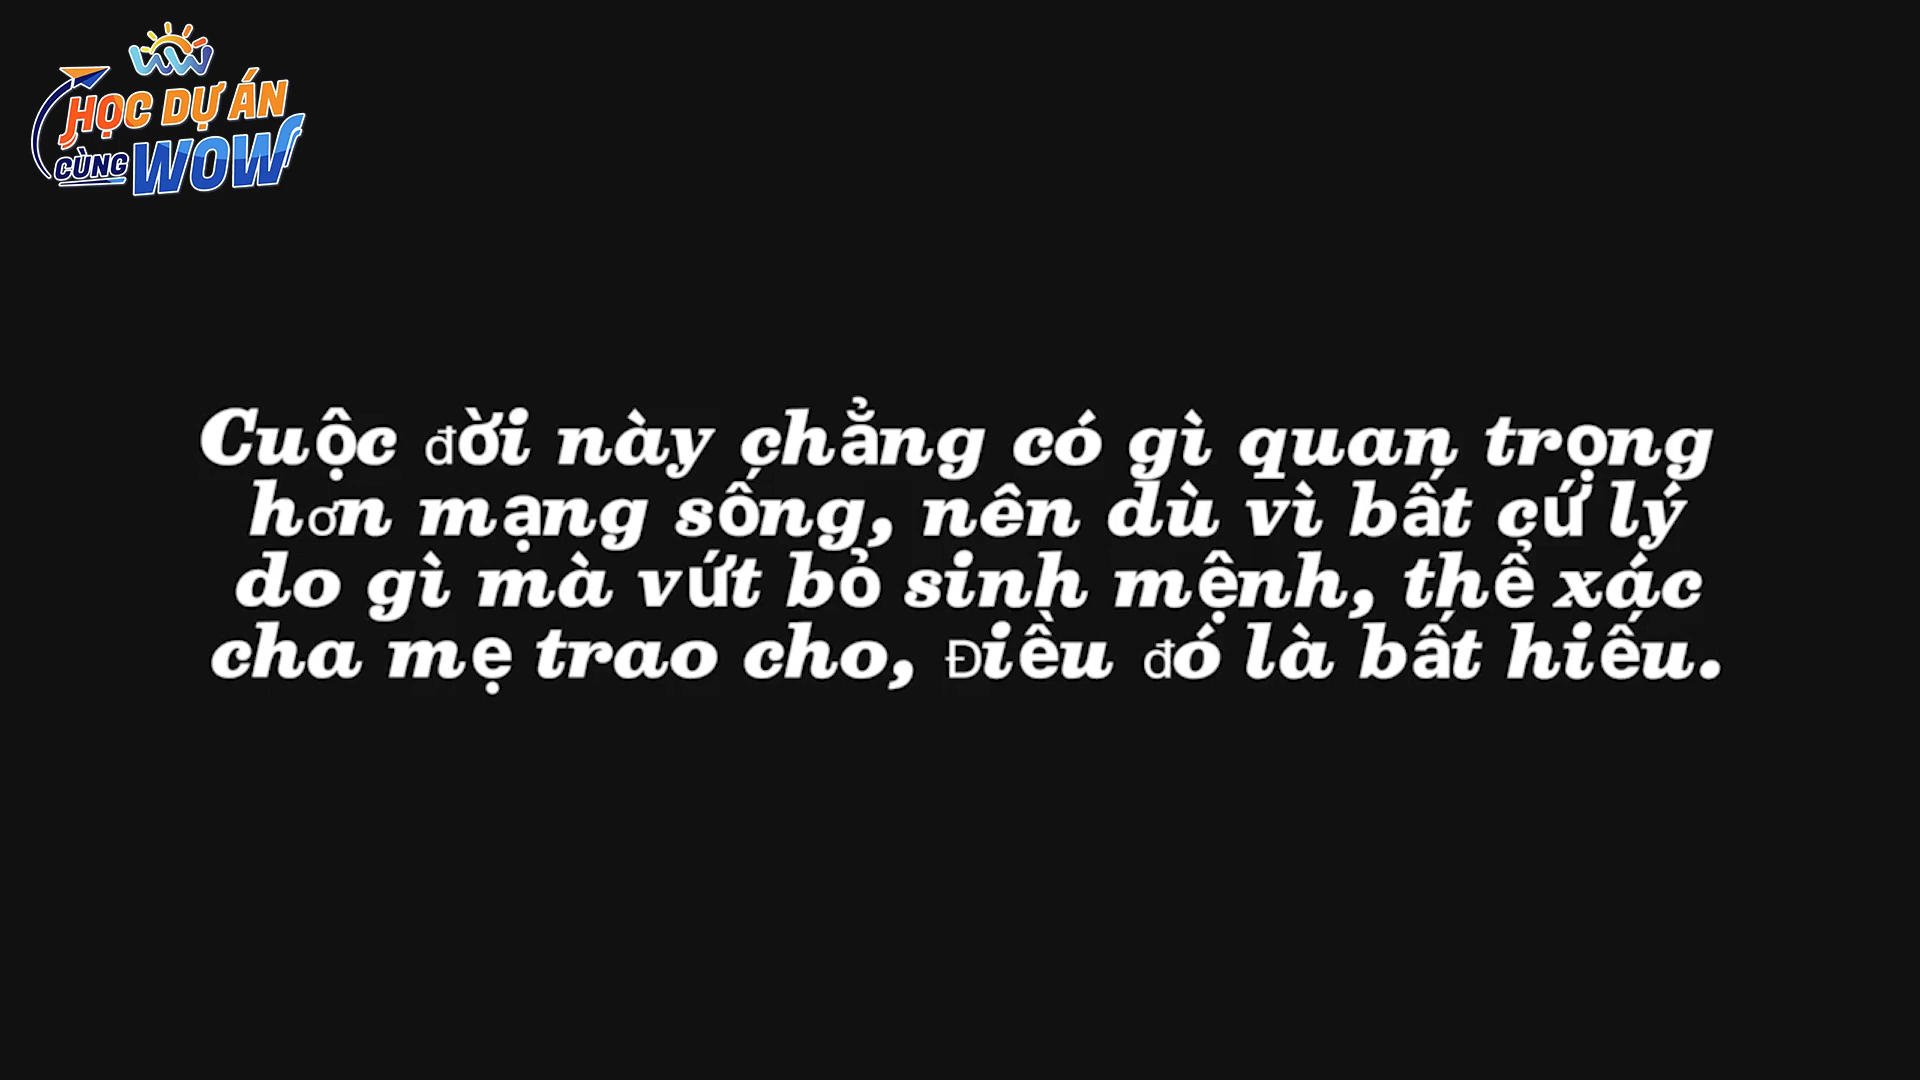 HỌC DỰ ÁN
CÙNG WOW
Cuộc đời này chẳng có gì quan trọng
hơn mạng sống, nên dù vì bất cứ lý
do gì mà vứt bỏ sinh mệnh, thể xác
cha mẹ trao cho, Điều đó là bất hiếu.